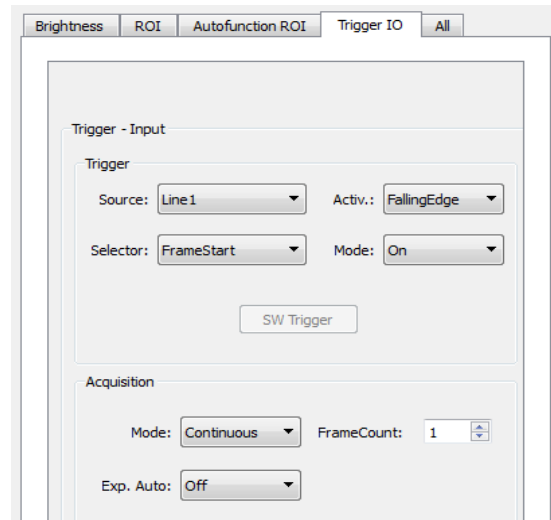 Brightness ROI Autofunction ROI Trigger IO All
Trigger - Input
Trigger
Source: Line1 Activ.: FallingEdge
Selector: FrameStart Mode: On
SW Trigger
Acquisition
Mode: Continuous FrameCount: 1
Exp. Auto: Off